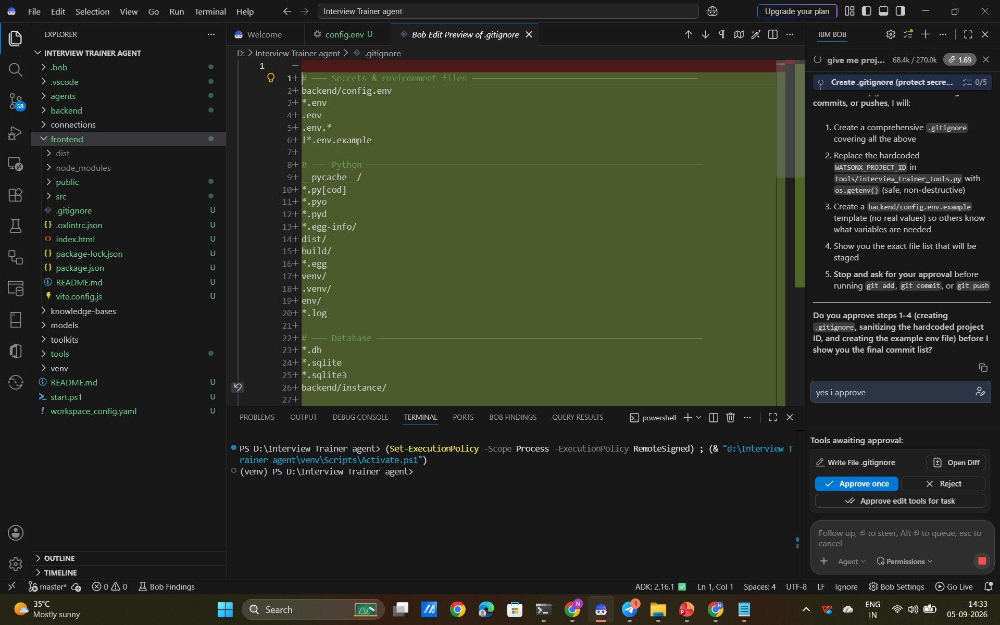 File Edit Selection View Go Run Terminal Help
Interview Trainer agent
Upgrade your plan
EXPLORER
INTERVIEW TRAINER AGENT
.bob
.vscode
agents
backend
connections
frontend
dist
node_modules
public
src
.gitignore U
.oxlintrc.json U
index.html U
package-lock.json U
package.json U
README.md U
vite.config.js U
knowledge-bases
models
toolkits
tools
venv
README.md U
start.ps1 U
workspace_config.yaml U
OUTLINE
TIMELINE
58
Welcome
config.env U
Bob Edit Preview of .gitignore
D: > Interview Trainer agent > .gitignore
1 —
1+ # ─── Secrets & environment files ───
2+ backend/config.env
3+ *.env
4+ .env
5+ .env.*
6+ !*.env.example
7+
8+ # ─── Python ───
9+ __pycache__/
10+ *.py[cod]
11+ *.pyo
12+ *.pyd
13+ *.egg-info/
14+ dist/
15+ build/
16+ *.egg
17+ venv/
18+ .venv/
19+ env/
20+ *.log
21+
22+ # ─── Database ───
23+ *.db
24+ *.sqlite
25+ *.sqlite3
26+ backend/instance/
27+
PROBLEMS OUTPUT DEBUG CONSOLE TERMINAL PORTS BOB FINDINGS QUERY RESULTS
powershell
PS D:\Interview Trainer agent> (Set-ExecutionPolicy -Scope Process -ExecutionPolicy RemoteSigned) ; (& "d:\Interview T
rainer agent\venv\Scripts\Activate.ps1")
(venv) PS D:\Interview Trainer agent>
IBM BOB
give me proj... 68.4k / 270.0k 1.69
Create .gitignore (protect secre... 0/5
commits, or pushes, I will:
1. Create a comprehensive .gitignore
covering all the above
2. Replace the hardcoded
WATSONX_PROJECT_ID in
tools/interview_trainer_tools.py with
os.getenv() (safe, non-destructive)
3. Create a backend/config.env.example
template (no real values) so others know
what variables are needed
4. Show you the exact file list that will be
staged
5. Stop and ask for your approval before
running git add, git commit, or git push
Do you approve steps 1–4 (creating
.gitignore, sanitizing the hardcoded project
ID, and creating the example env file) before I
show you the final commit list?
yes i approve
Tools awaiting approval:
Write File .gitignore
Open Diff
Approve once
Reject
Approve edit tools for task
Follow up, ⏎ to steer, Alt ⏎ to queue, esc to
cancel
Agent
Permissions
master*
0 0
Bob Findings
ADK: 2.16.1 ✅
Ln 1, Col 1
Spaces: 4
UTF-8
LF
Ignore
Bob Settings
Go Live
35°C
Mostly sunny
Search
N
1
N
ENG
IN
14:33
05-09-2026